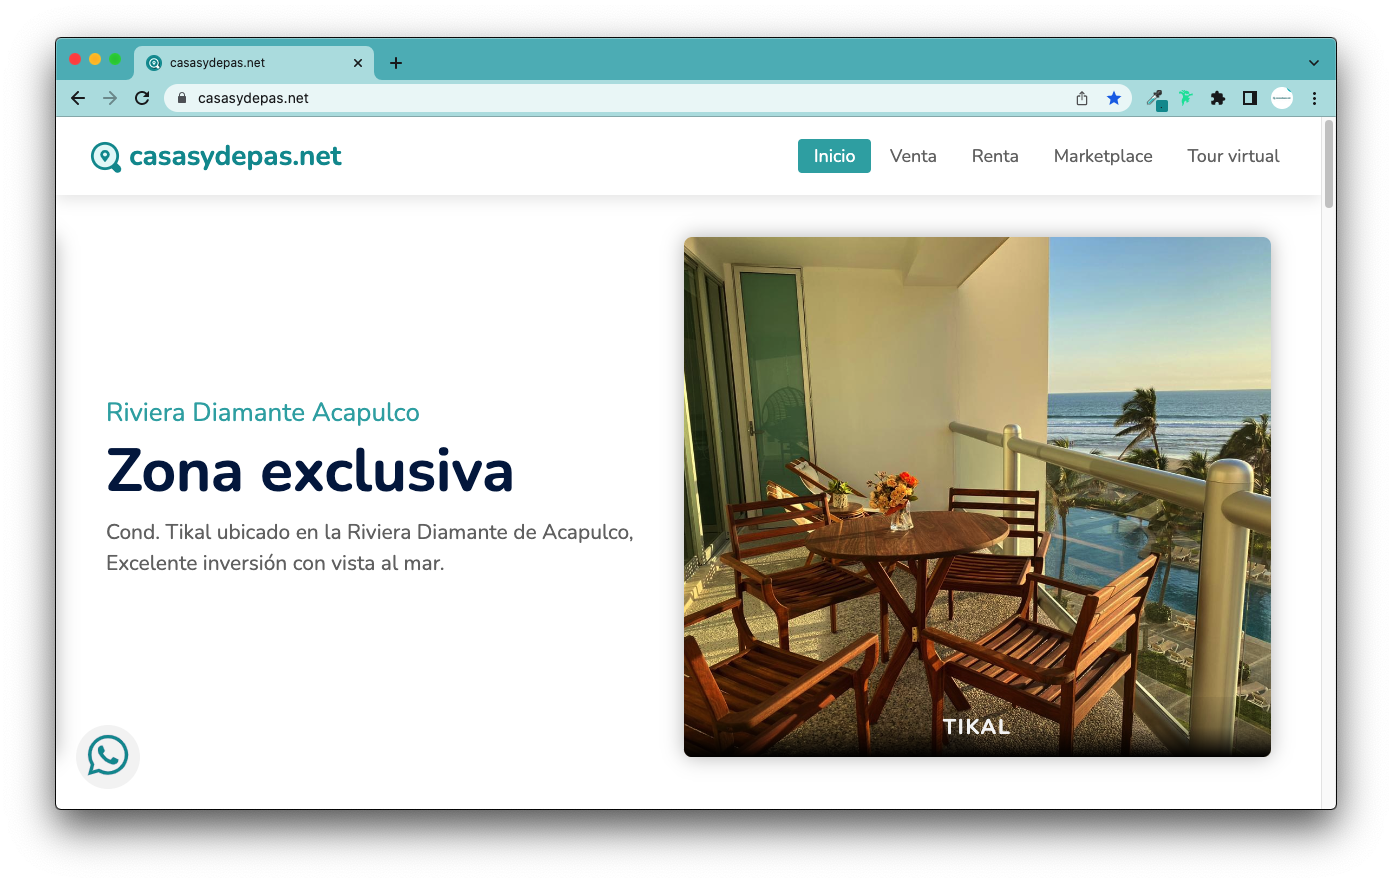 casasydepas.net
casasydepas.net
casasydepas.net
Inicio Venta Renta Marketplace Tour virtual
Riviera Diamante Acapulco
Zona exclusiva
Cond. Tikal ubicado en la Riviera Diamante de Acapulco,
Excelente inversión con vista al mar.
TIKAL